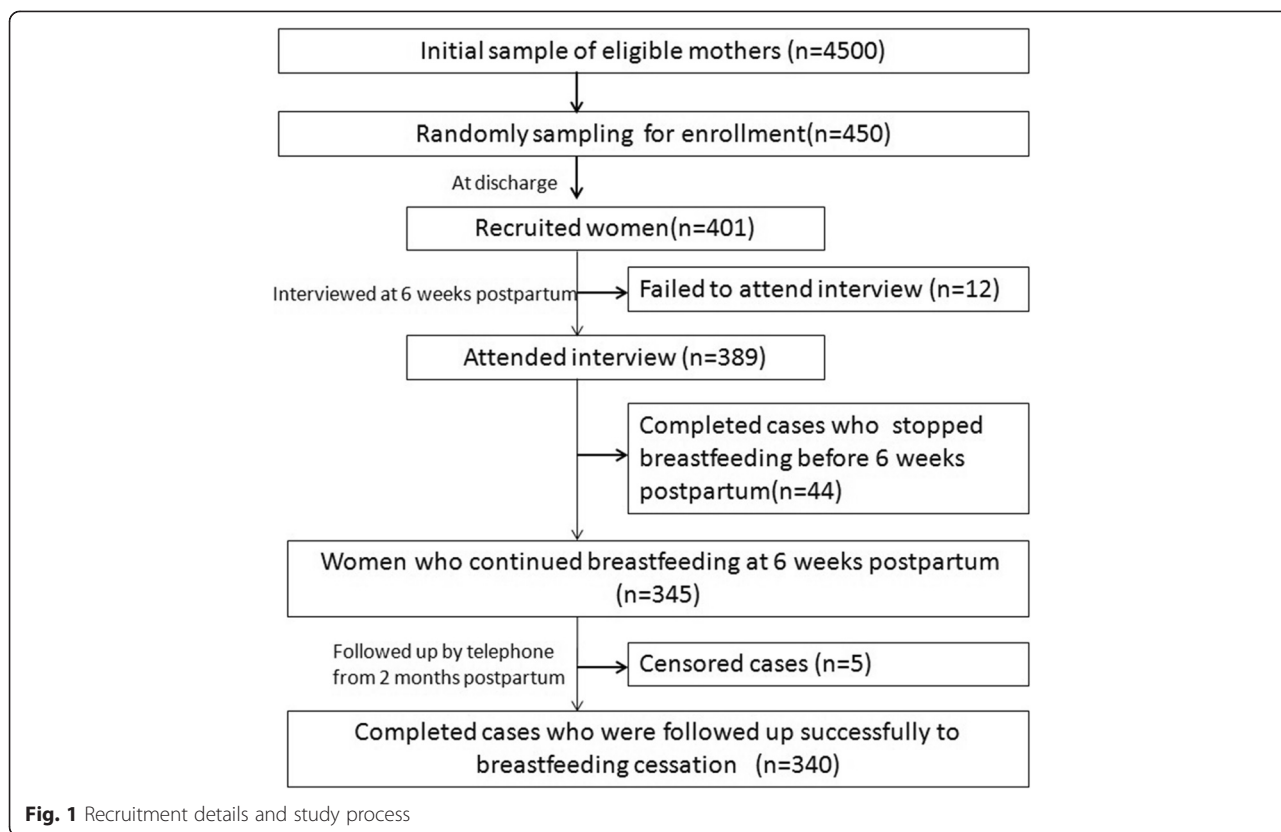 Initial sample of eligible mothers (n=4500)
Randomly sampling for enrollment(n=450)
At discharge
Recruited women(n=401)
Interviewed at 6 weeks postpartum
Failed to attend interview (n=12)
Attended interview (n=389)
Completed cases who stopped
breastfeeding before 6 weeks
postpartum(n=44)
Women who continued breastfeeding at 6 weeks postpartum
(n=345)
Followed up by telephone
from 2 months postpartum
Censored cases (n=5)
Completed cases who were followed up successfully to
breastfeeding cessation (n=340)
Fig. 1 Recruitment details and study process